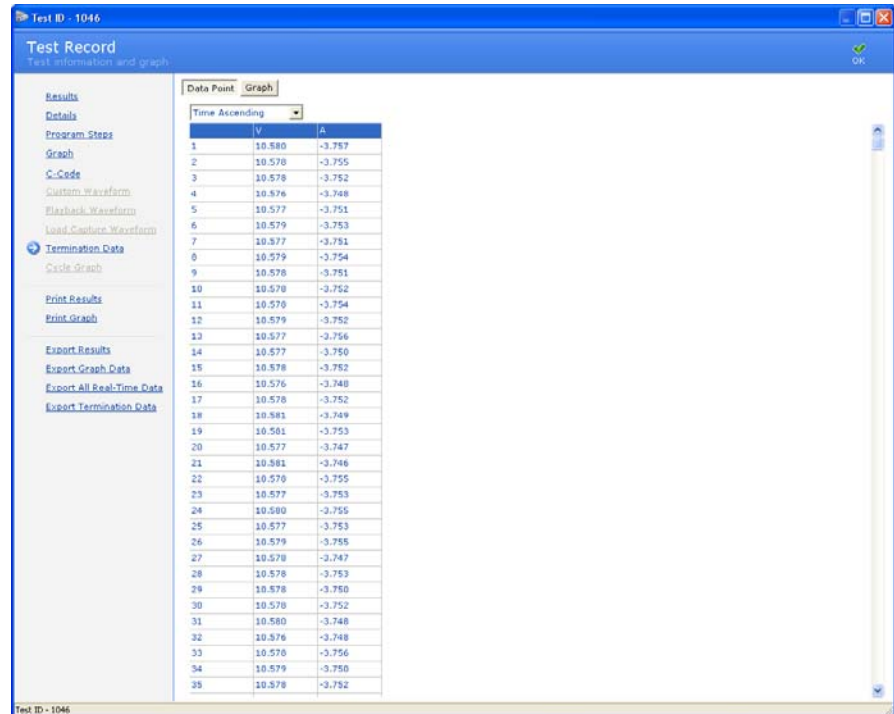 Test ID - 1046
Test Record
Test information and graph
OK
Results
Details
Program Steps
Graph
C-Code
Custom Waveform
Playback Waveform
Load Capture Waveform
Termination Data
Cycle Graph
Print Results
Print Graph
Export Results
Export Graph Data
Export All Real-Time Data
Export Termination Data
Data Point Graph
Time Ascending
V A
1 10.580 -3.757
2 10.578 -3.755
3 10.578 -3.752
4 10.576 -3.748
5 10.577 -3.751
6 10.579 -3.753
7 10.577 -3.751
8 10.579 -3.754
9 10.578 -3.751
10 10.578 -3.752
11 10.578 -3.754
12 10.579 -3.752
13 10.577 -3.756
14 10.577 -3.750
15 10.578 -3.752
16 10.576 -3.748
17 10.578 -3.752
18 10.581 -3.749
19 10.581 -3.753
20 10.577 -3.747
21 10.581 -3.746
22 10.578 -3.755
23 10.577 -3.753
24 10.580 -3.755
25 10.577 -3.753
26 10.579 -3.755
27 10.578 -3.747
28 10.578 -3.753
29 10.578 -3.750
30 10.578 -3.752
31 10.580 -3.748
32 10.576 -3.748
33 10.578 -3.756
34 10.579 -3.750
35 10.578 -3.752
Test ID - 1046